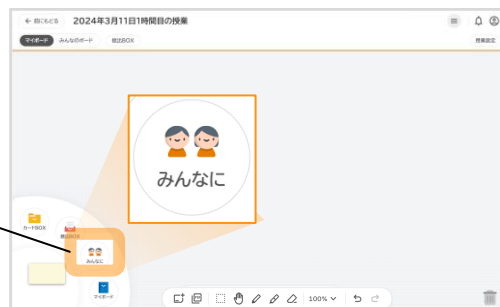 ← 前にもどる 2024年3月11日1時間目の授業
マイボード みんなのボード 提出BOX 授業設定
みんなに
カードBOX
提出BOX
みんなに
マイボード
100%